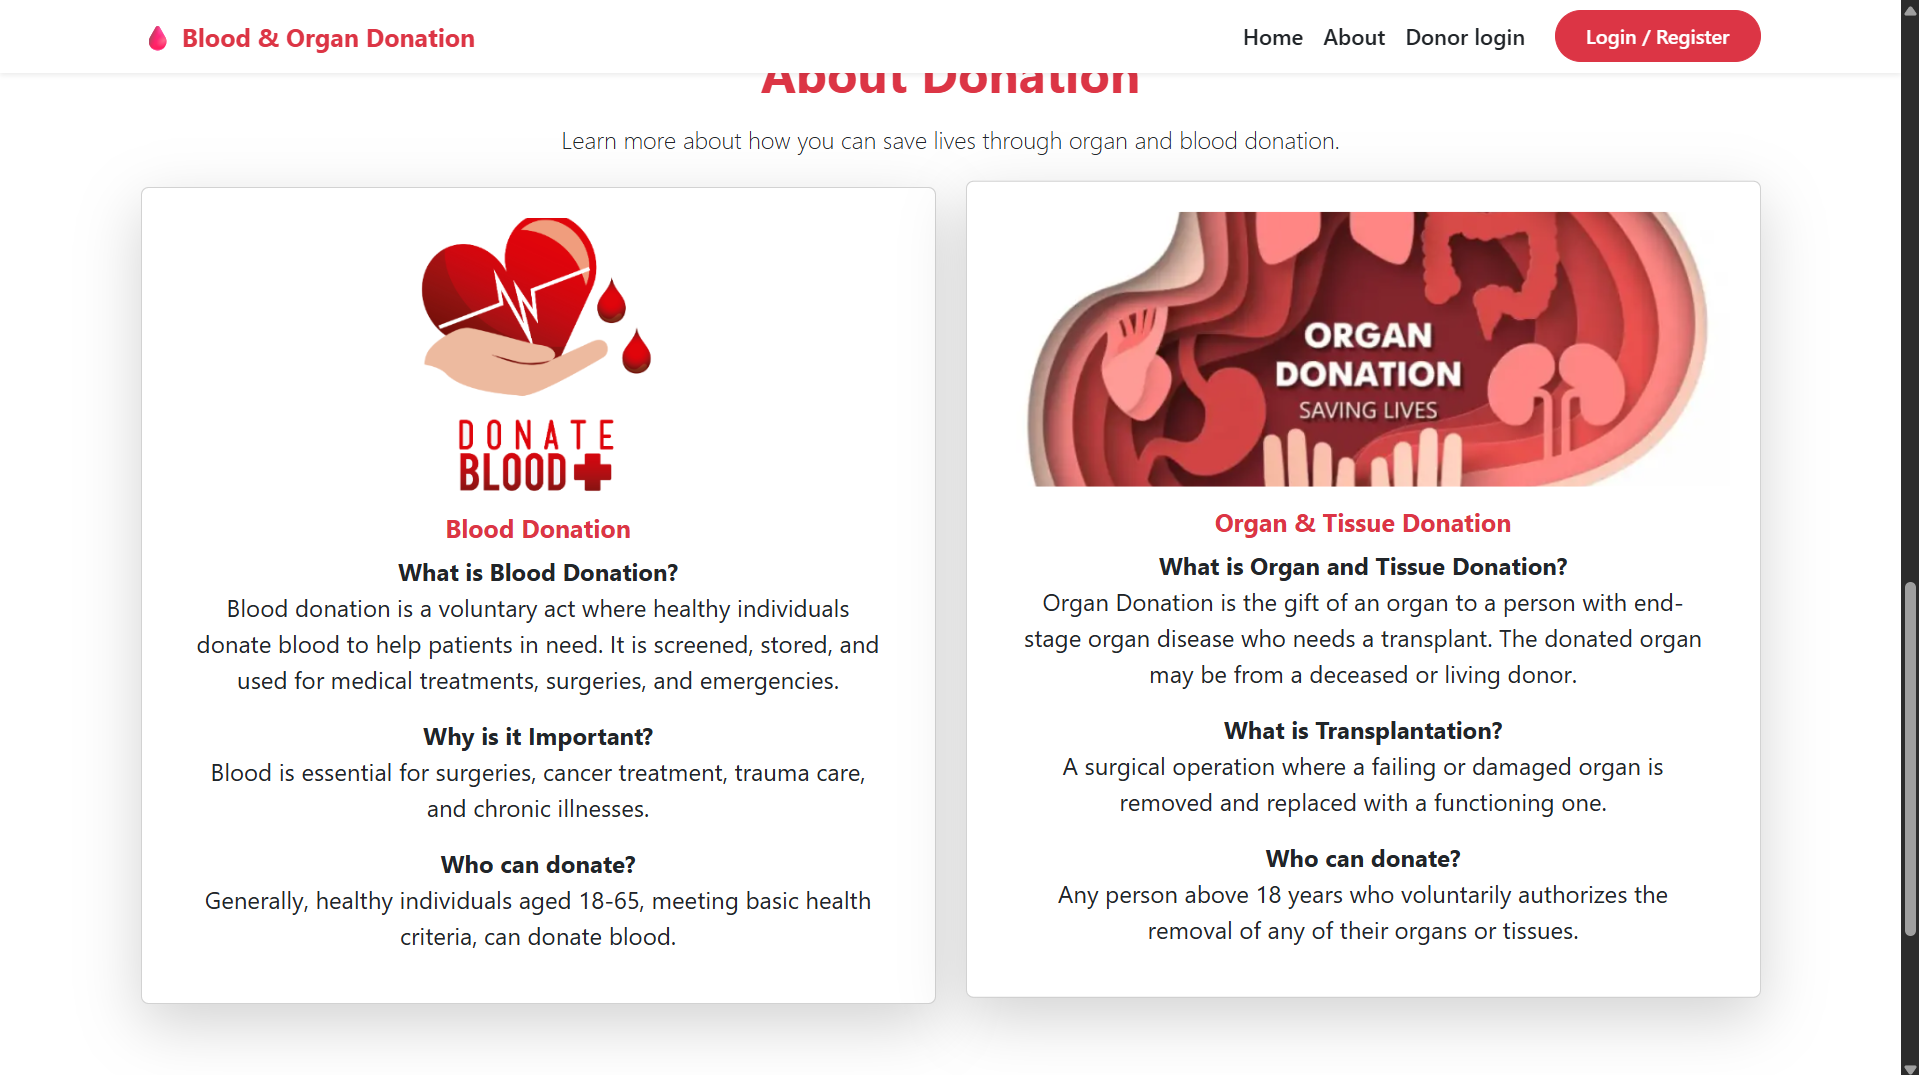 Blood & Organ Donation
Home
About
Donor login
Login / Register
About Donation
Learn more about how you can save lives through organ and blood donation.
DONATE
BLOOD
Blood Donation
What is Blood Donation?
Blood donation is a voluntary act where healthy individuals
donate blood to help patients in need. It is screened, stored, and
used for medical treatments, surgeries, and emergencies.
Why is it Important?
Blood is essential for surgeries, cancer treatment, trauma care,
and chronic illnesses.
Who can donate?
Generally, healthy individuals aged 18-65, meeting basic health
criteria, can donate blood.
ORGAN
DONATION
SAVING LIVES
Organ & Tissue Donation
What is Organ and Tissue Donation?
Organ Donation is the gift of an organ to a person with end-
stage organ disease who needs a transplant. The donated organ
may be from a deceased or living donor.
What is Transplantation?
A surgical operation where a failing or damaged organ is
removed and replaced with a functioning one.
Who can donate?
Any person above 18 years who voluntarily authorizes the
removal of any of their organs or tissues.